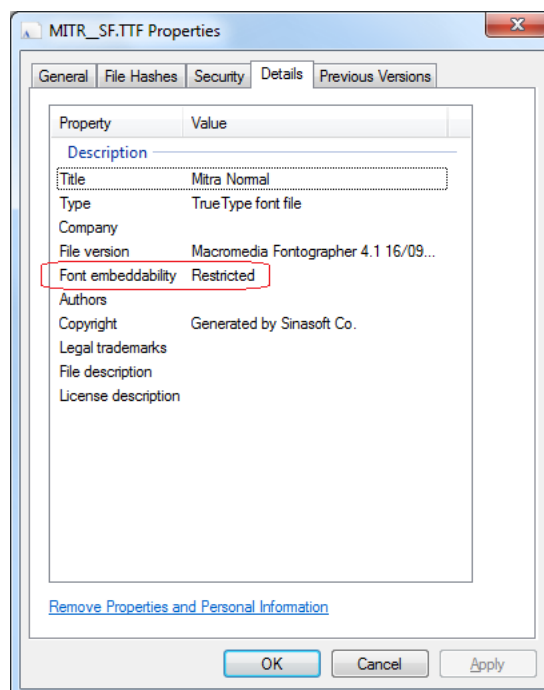 MITR__SF.TTF Properties
General File Hashes Security Details Previous Versions
Property Value
Description
Title Mitra Normal
Type TrueType font file
Company
File version Macromedia Fontographer 4.1 16/09...
Font embeddability Restricted
Authors
Copyright Generated by Sinasoft Co.
Legal trademarks
File description
License description
Remove Properties and Personal Information
OK Cancel Apply